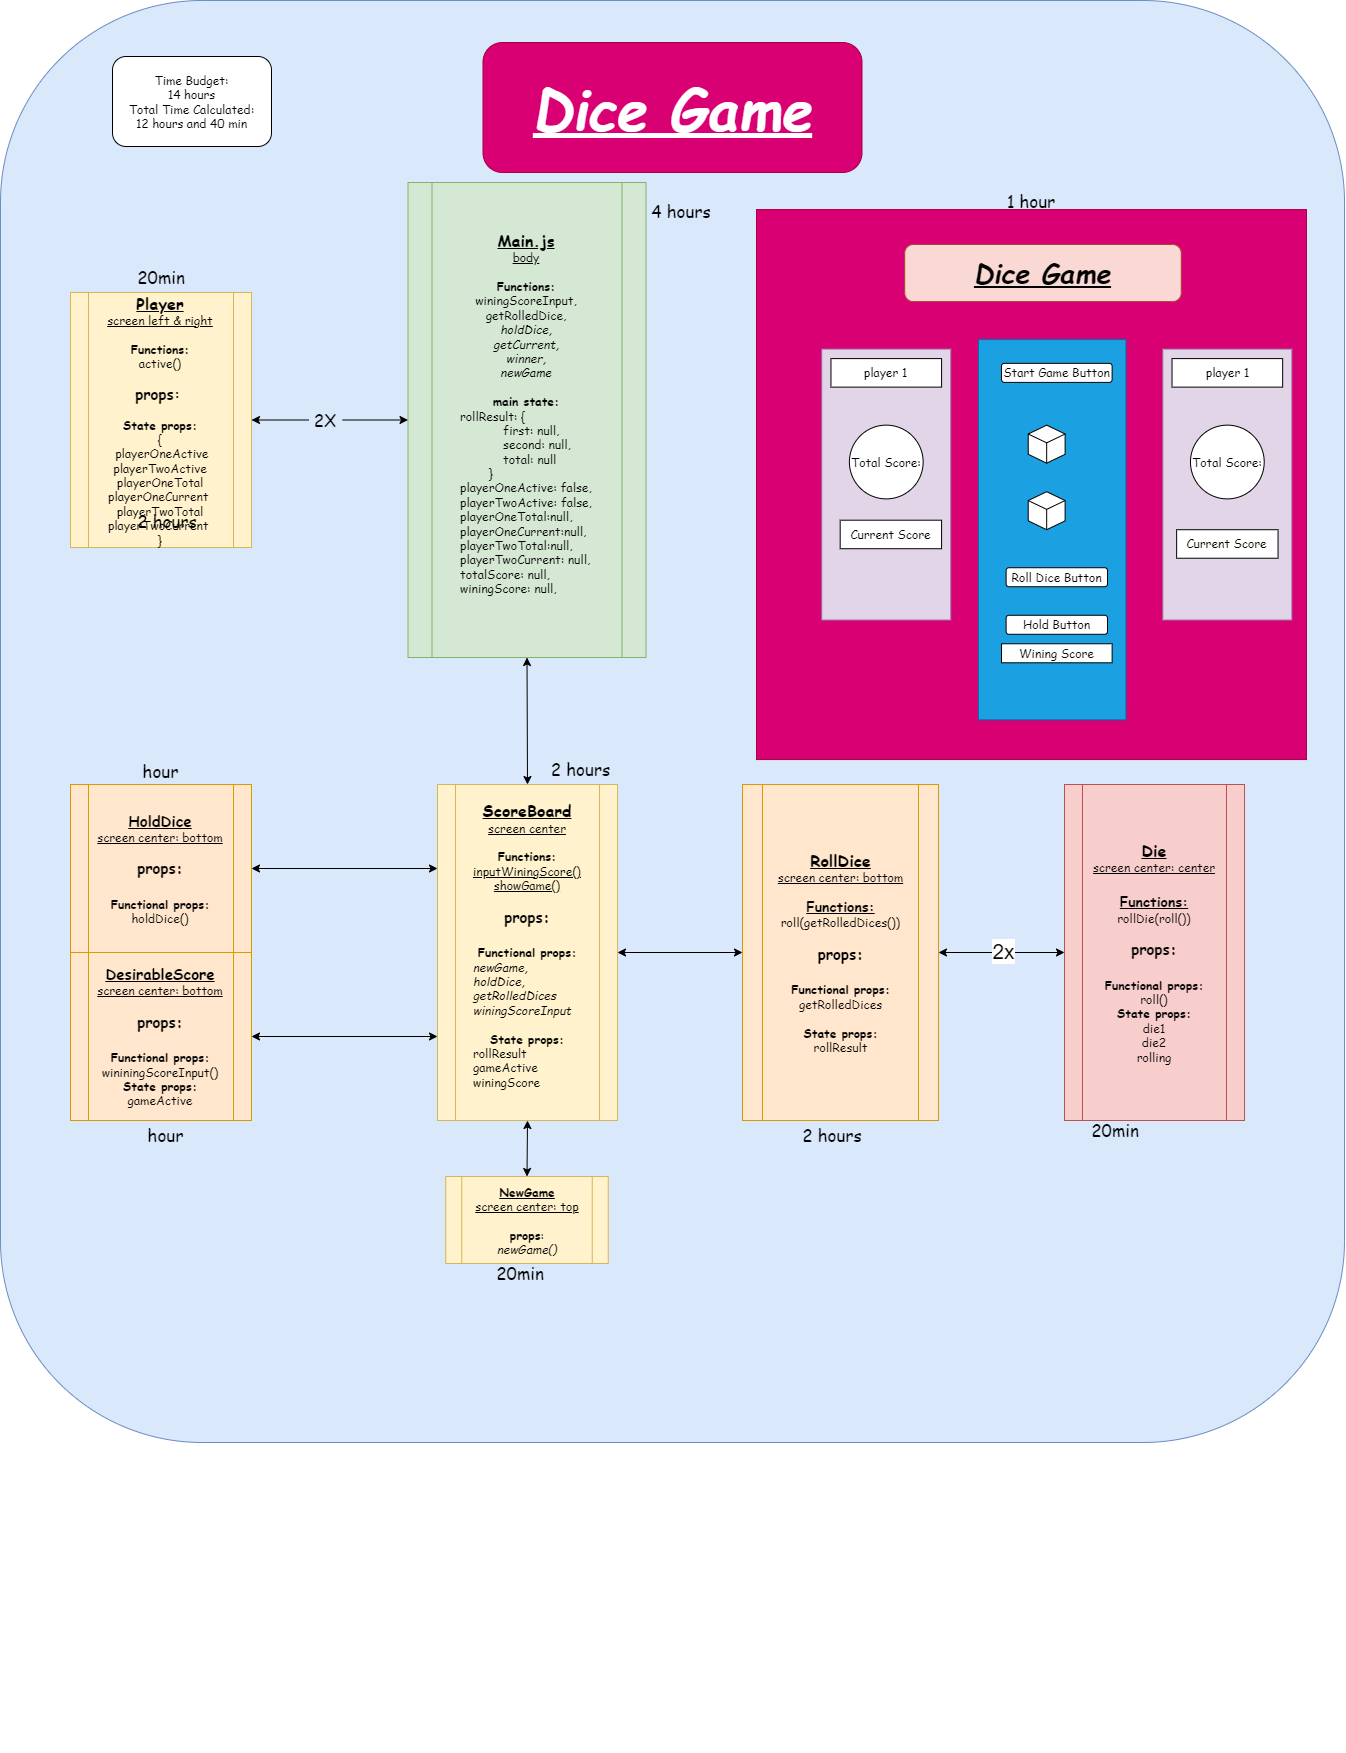 Time Budget:
14 hours
Total Time Calculated:
12 hours and 40 min
Dice Game
4 hours
Main.js
body
Functions:
winingScoreInput,
getRolledDice,
holdDice,
getCurrent,
winner,
newGame
main state:
rollResult: {
first: null,
second: null,
total: null
}
playerOneActive: false,
playerTwoActive: false,
playerOneTotal:null,
playerOneCurrent:null,
playerTwoTotal:null,
playerTwoCurrent: null,
totalScore: null,
winingScore: null,
20min
Player
screen left & right
Functions:
active()
props:
State props:
{
playerOneActive
playerTwoActive
playerOneTotal
playerOneCurrent
playerTwoTotal
playerTwoCurrent
}
2 hours
2X
1 hour
Dice Game
player 1
Total Score:
Current Score
Start Game Button
Roll Dice Button
Hold Button
Wining Score
player 1
Total Score:
Current Score
hour
HoldDice
screen center: bottom
props:
Functional props:
holdDice()
DesirableScore
screen center: bottom
props:
Functional props:
wininingScoreInput()
State props:
gameActive
hour
2 hours
ScoreBoard
screen center
Functions:
inputWiningScore()
showGame()
props:
Functional props:
newGame,
holdDice,
getRolledDices
winingScoreInput
State props:
rollResult
gameActive
winingScore
RollDice
screen center: bottom
Functions:
roll(getRolledDices())
props:
Functional props:
getRolledDices
State props:
rollResult
2 hours
2x
Die
screen center: center
Functions:
rollDie(roll())
props:
Functional props:
roll()
State props:
die1
die2
rolling
20min
NewGame
screen center: top
props:
newGame()
20min